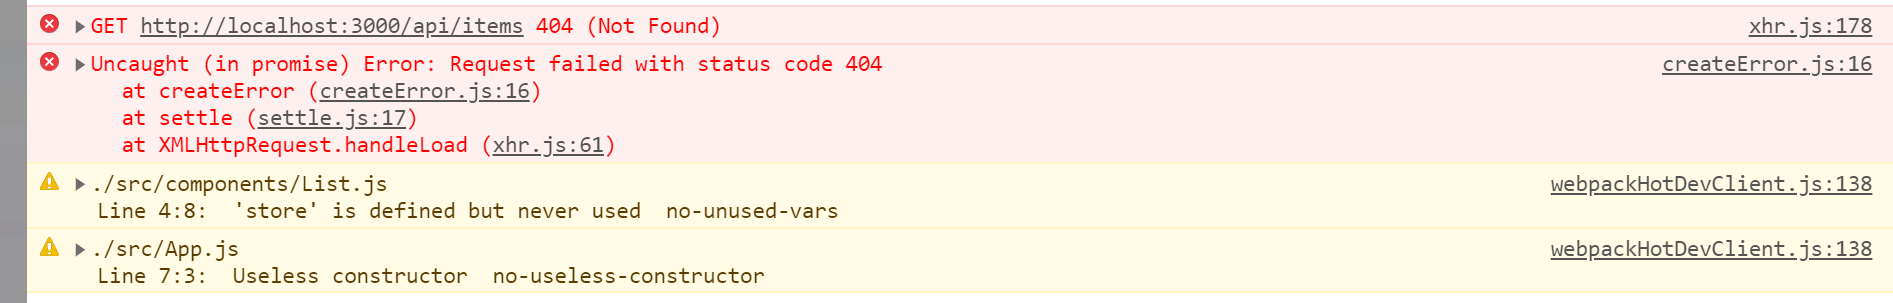 GET http://localhost:3000/api/items 404 (Not Found) xhr.js:178
Uncaught (in promise) Error: Request failed with status code 404 createError.js:16
at createError (createError.js:16)
at settle (settle.js:17)
at XMLHttpRequest.handleLoad (xhr.js:61)
./src/components/List.js webpackHotDevClient.js:138
Line 4:8:  'store' is defined but never used  no-unused-vars
./src/App.js webpackHotDevClient.js:138
Line 7:3:  Useless constructor  no-useless-constructor